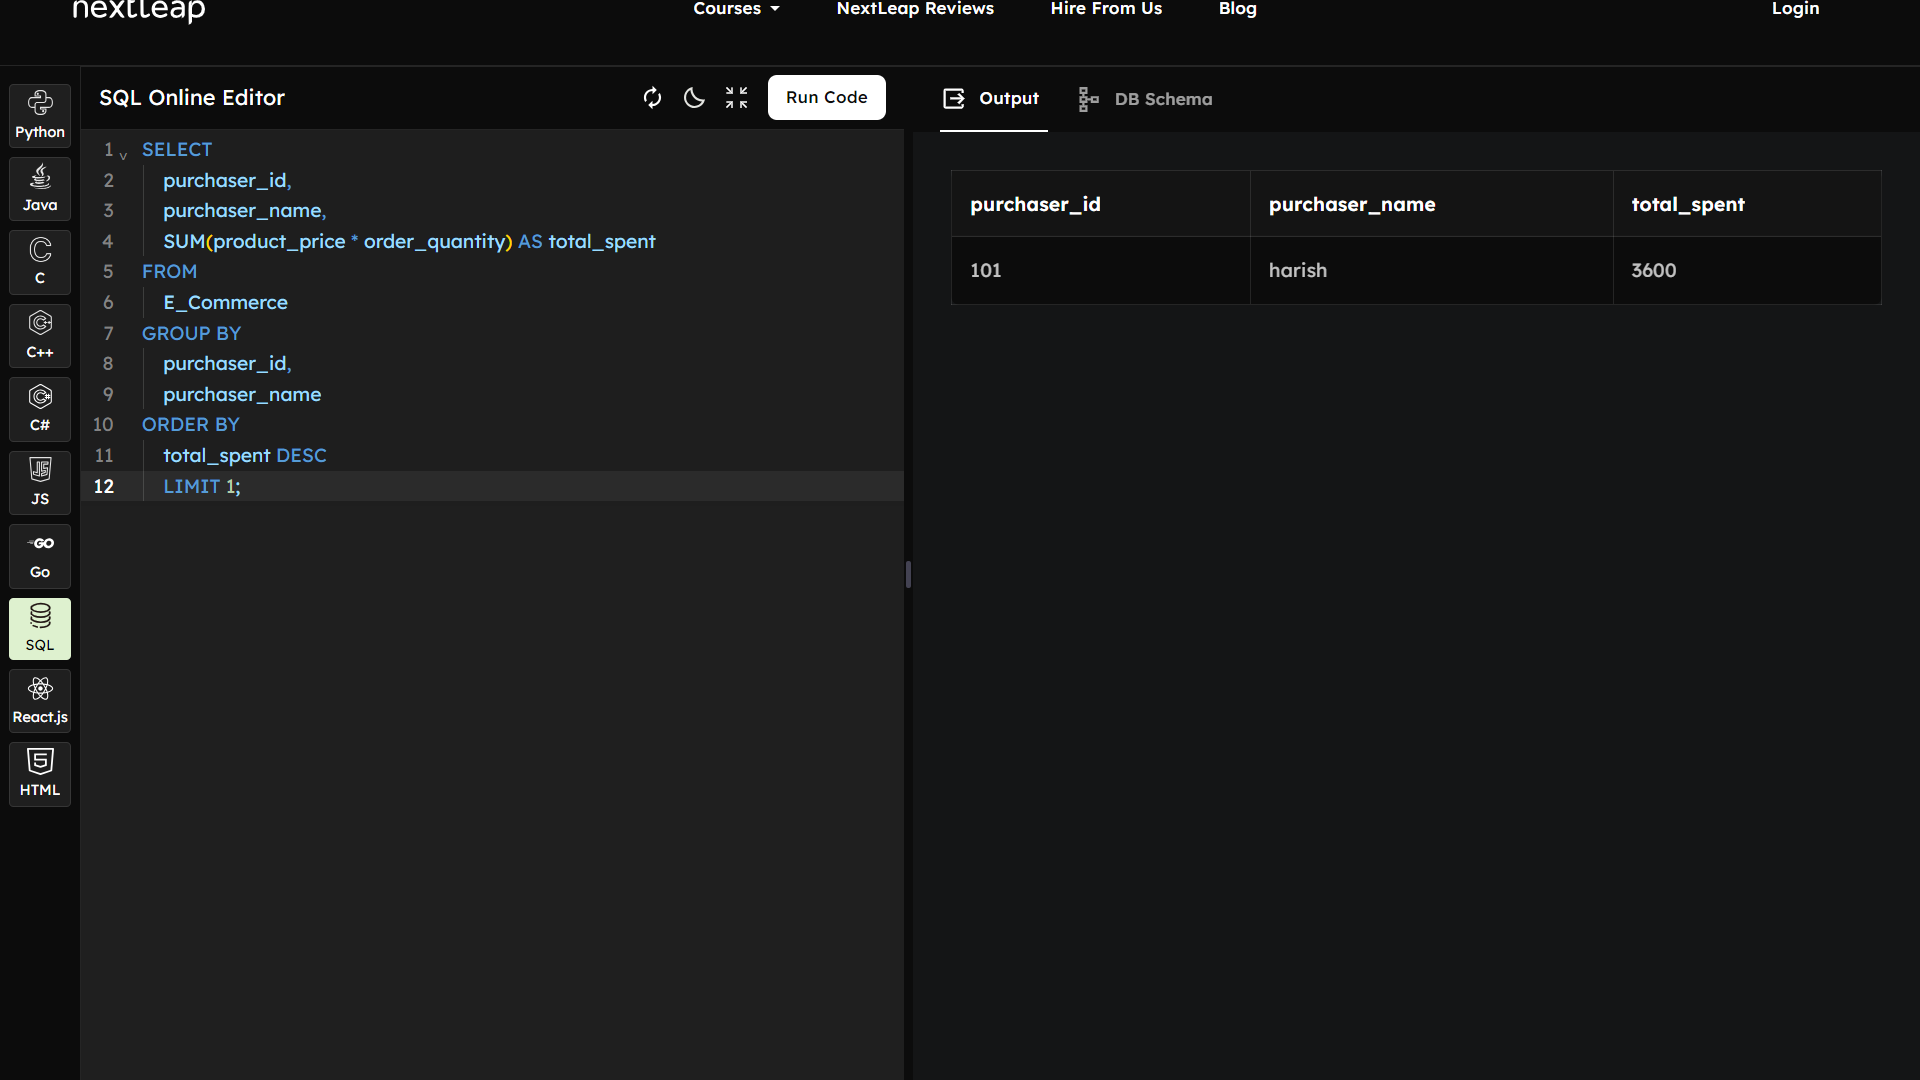 nextleap
Courses
NextLeap Reviews
Hire From Us
Blog
Login
Python
Java
C
C++
C#
JS
Go
SQL
React.js
HTML
SQL Online Editor
Run Code
1 SELECT
2 purchaser_id,
3 purchaser_name,
4 SUM(product_price * order_quantity) AS total_spent
5 FROM
6 E_Commerce
7 GROUP BY
8 purchaser_id,
9 purchaser_name
10 ORDER BY
11 total_spent DESC
12 LIMIT 1;
Output
DB Schema
purchaser_id purchaser_name total_spent
101 harish 3600